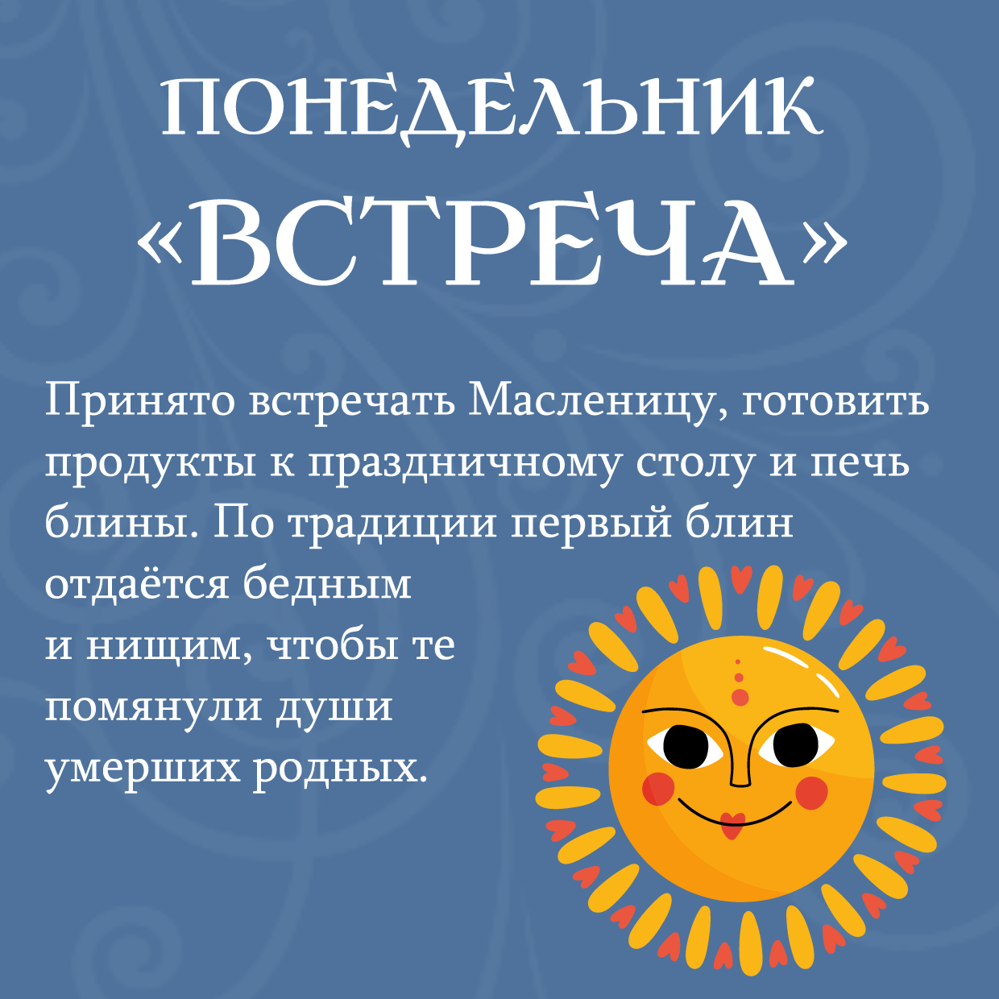 ПОНЕДЕЛЬНИК
«ВСТРЕЧА»
Принято встречать Масленицу, готовить
продукты к праздничному столу и печь
блины. По традиции первый блин
отдаётся бедным
и нищим, чтобы те
помянули души
умерших родных.